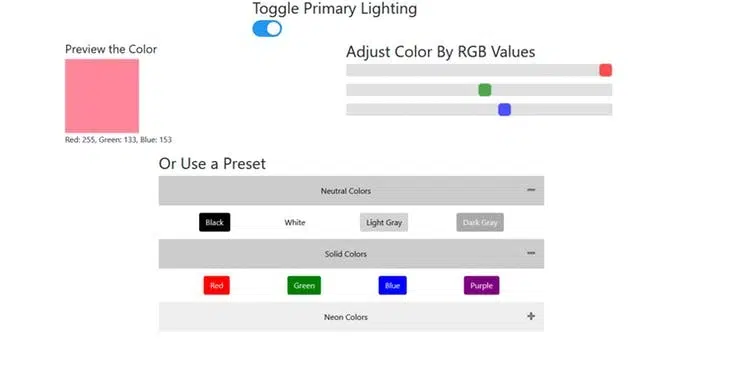 Toggle Primary Lighting
Preview the Color
Adjust Color By RGB Values
Red: 255, Green: 133, Blue: 153
Or Use a Preset
Neutral Colors
Black White Light Gray Dark Gray
Solid Colors
Red Green Blue Purple
Neon Colors